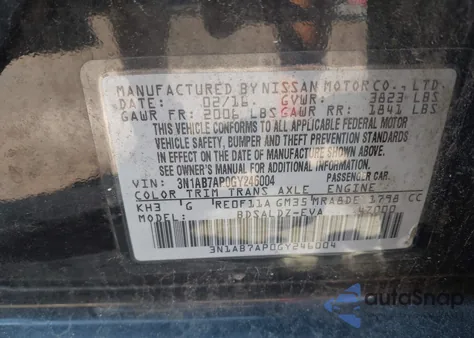 MANUFACTURED BY NISSAN MOTOR CO., LTD.
DATE: 02/16 GVWR: 3823 LBS
GAWR FR: 2006 LBS GAWR RR: 1841 LBS
THIS VEHICLE CONFORMS TO ALL APPLICABLE FEDERAL MOTOR
VEHICLE SAFETY, BUMPER AND THEFT PREVENTION STANDARDS
IN EFFECT ON THE DATE OF MANUFACTURE SHOWN ABOVE.
SEE OWNER'S MANUAL FOR ADDITIONAL INFORMATION.
VIN: 3N1AB7AP0GY246004 PASSENGER CAR
COLOR TRIM TRANS AXLE ENGINE
KH3 G RE0F11A GM35 MRA8DE 1798 CC
MODEL: BDSALDZ-EVA 47000
3N1AB7AP0GY246004
autoSnap